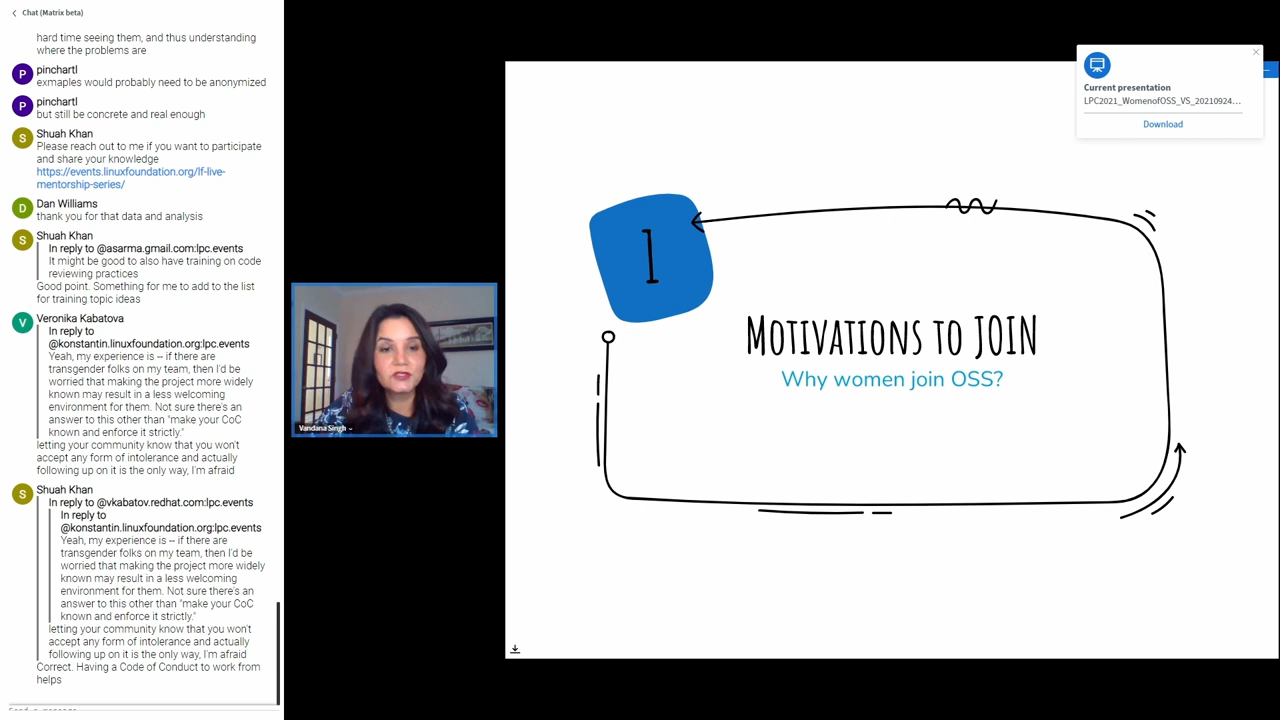 Chat (Matrix beta)
hard time seeing them, and thus understanding
where the problems are
P
pinchartl
exmaples would probably need to be anonymized
P
pinchartl
but still be concrete and real enough
S
Shuah Khan
Please reach out to me if you want to participate
and share your knowledge
https://events.linuxfoundation.org/lf-live-
mentorship-series/
D
Dan Williams
thank you for that data and analysis
S
Shuah Khan
In reply to @asarma.gmail.com:lpc.events
It might be good to also have training on code
reviewing practices
Good point. Something for me to add to the list
for training topic ideas
V
Veronika Kabatova
In reply to
@konstantin.linuxfoundation.org:lpc.events
Yeah, my experience is -- if there are
transgender folks on my team, then I'd be
worried that making the project more widely
known may result in a less welcoming
environment for them. Not sure there's an
answer to this other than "make your CoC
known and enforce it strictly."
letting your community know that you won't
accept any form of intolerance and actually
following up on it is the only way, I'm afraid
S
Shuah Khan
In reply to @vkabatov.redhat.com:lpc.events
In reply to
@konstantin.linuxfoundation.org:lpc.events
Yeah, my experience is -- if there are
transgender folks on my team, then I'd be
worried that making the project more widely
known may result in a less welcoming
environment for them. Not sure there's an
answer to this other than "make your CoC
known and enforce it strictly."
letting your community know that you won't
accept any form of intolerance and actually
following up on it is the only way, I'm afraid
Correct. Having a Code of Conduct to work from
helps
Vandana Singh
1
Motivations to JOIN
Why women join OSS?
Current presentation
LPC2021_WomenofOSS_VS_20210924...
Download